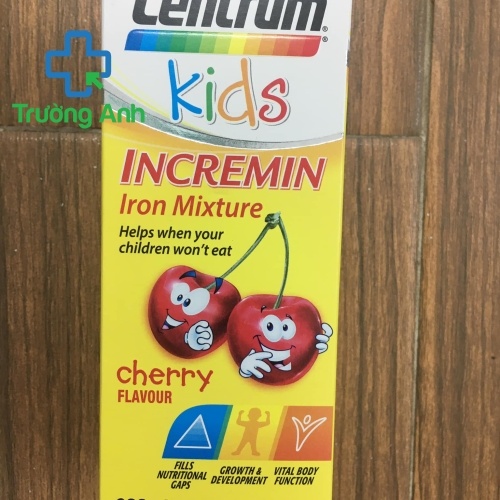 Centrum
Trường Anh
Kids
INCREMIN
Iron Mixture
Helps when your
children won't eat
cherry
FLAVOUR
FILLS
NUTRITIONAL
GAPS
GROWTH &
DEVELOPMENT
VITAL BODY
FUNCTION